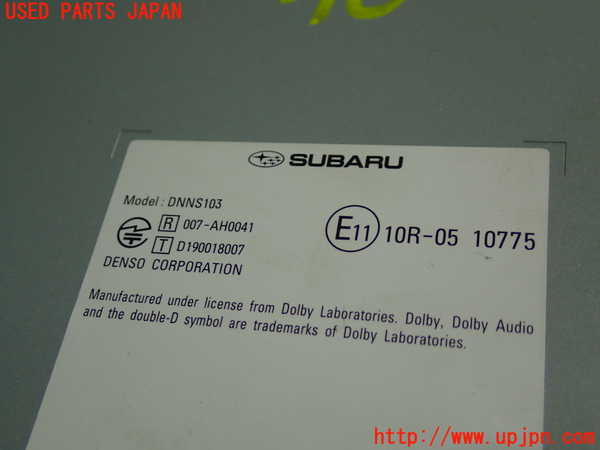 USED PARTS JAPAN
SUBARU
Model : DNNS103
R 007-AH0041
T D190018007
DENSO CORPORATION
E11 10R-05 10775
Manufactured under license from Dolby Laboratories. Dolby, Dolby Audio
and the double-D symbol are trademarks of Dolby Laboratories.
http://www.upjpn.com/